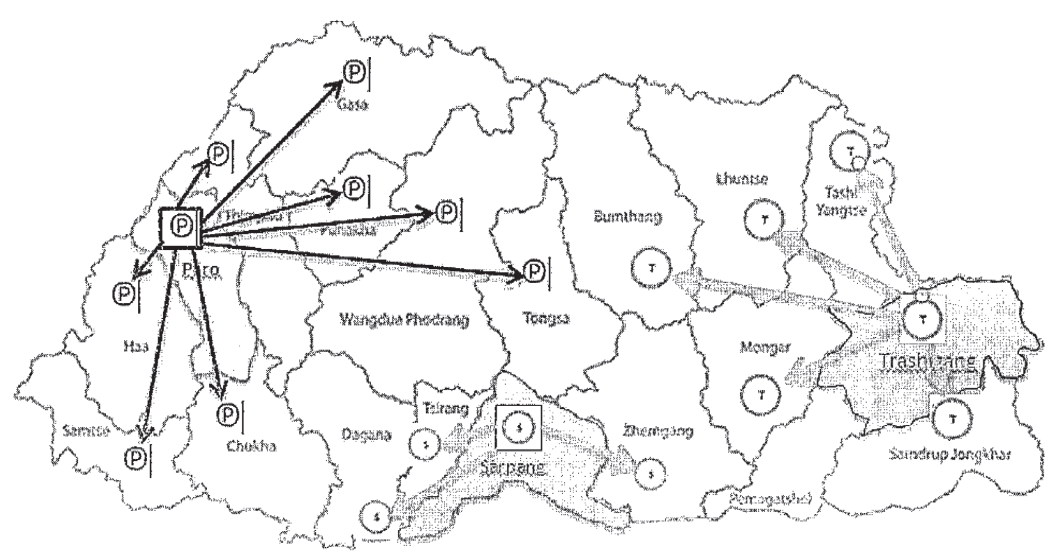 P
Gasa
P
T
P
Thimphu
Lhuntse
Tashi
Yangtse
P
P
Punakha
Bumthang
T
Paro
P
T
P
Wangdue Phodrang
Tongsa
T
Haa
Mongar
Trashigang
T
P
Tsirang
T
Samtse
Chukha
Dagana
s
s
Zhemgang
Samdrup Jongkhar
P
Sarpang
s
Pemagatshel
s